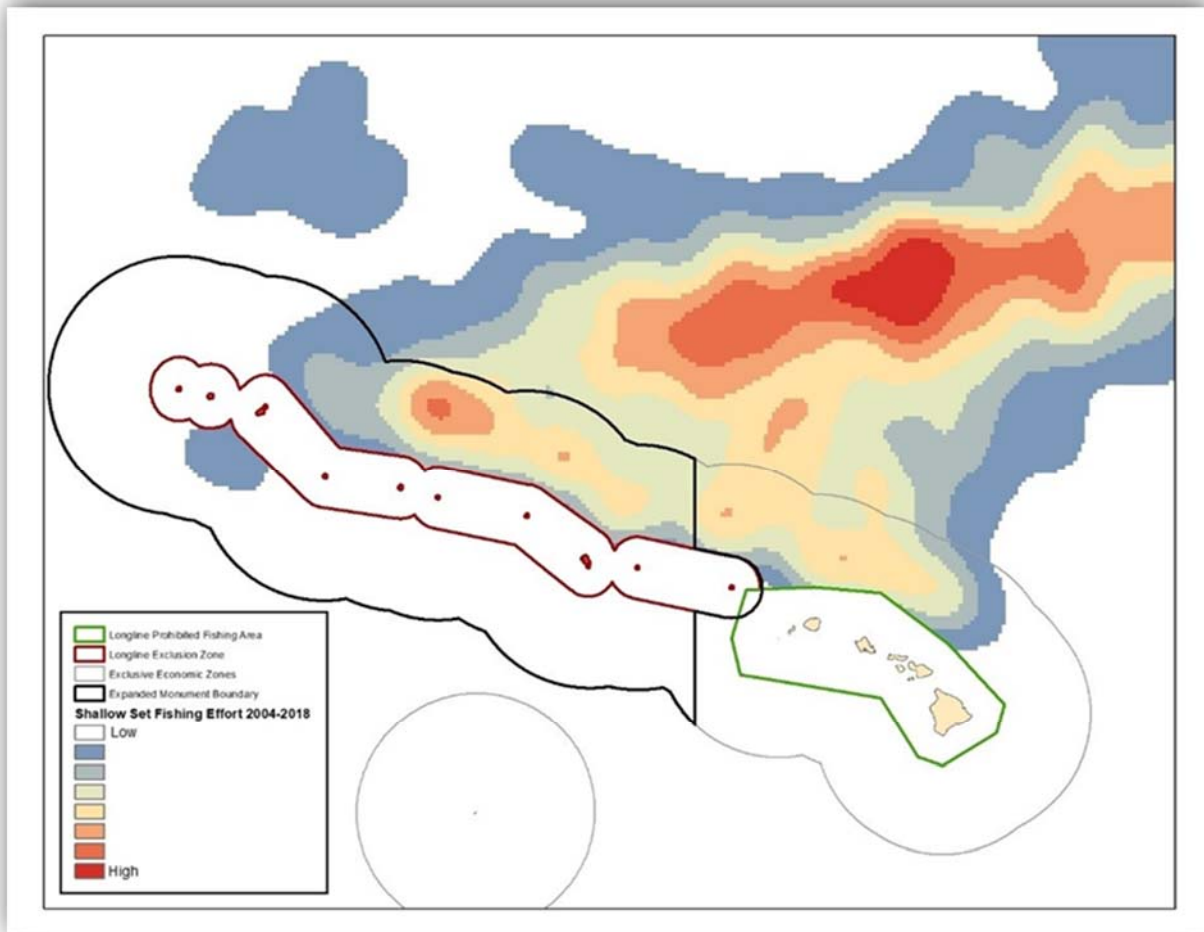 Longline Prohibited Fishing Area
Longline Exclusion Zone
Exclusive Economic Zones
Expanded Monument Boundary
Shallow Set Fishing Effort 2004-2018
Low
High